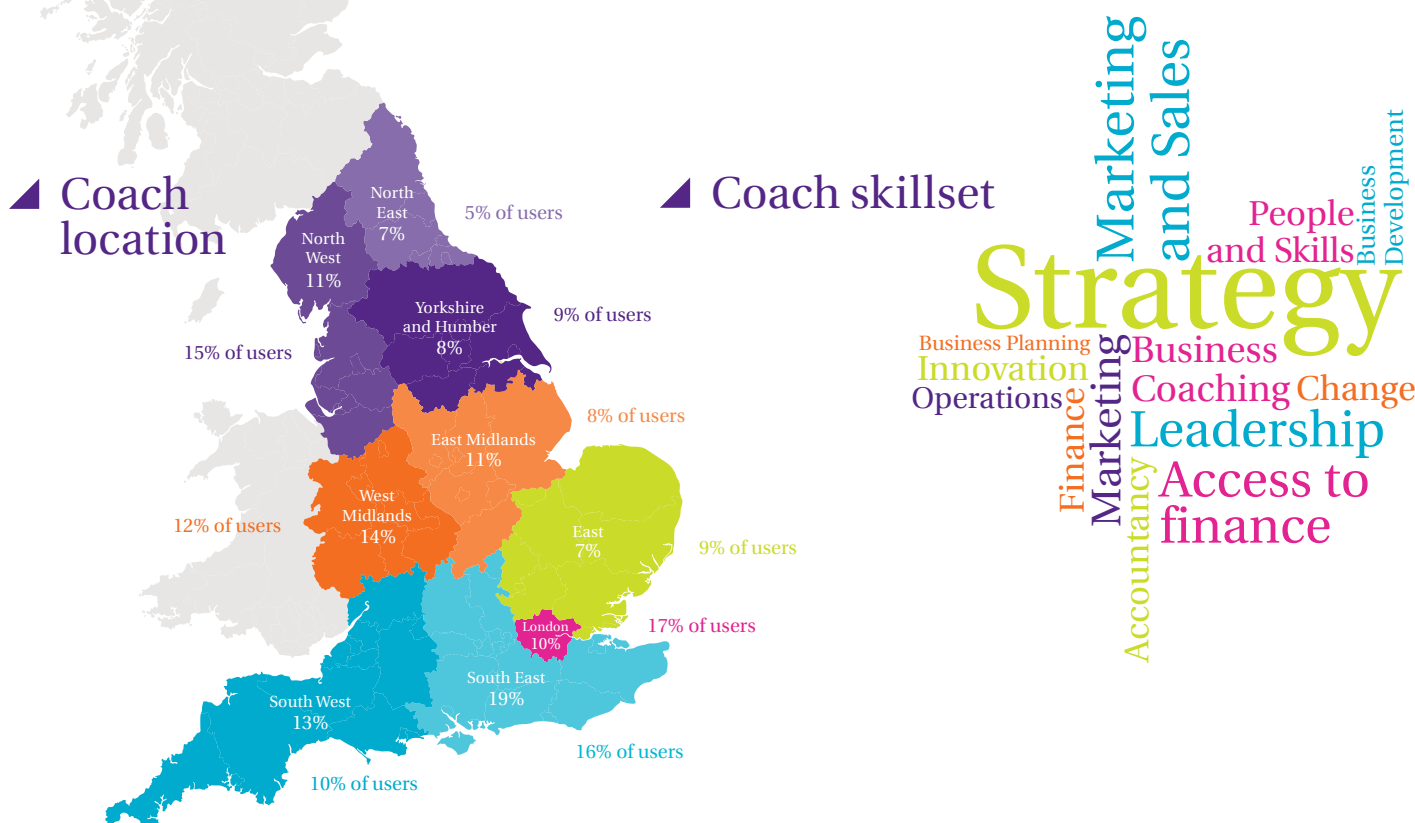 Coach
location
North
East
7%
5% of users
North
West
11%
15% of users
Yorkshire
and Humber
8%
9% of users
East Midlands
11%
8% of users
West
Midlands
14%
12% of users
East
7%
9% of users
London
10%
17% of users
South East
19%
16% of users
South West
13%
10% of users
Coach skillset
Marketing
and Sales
People
and Skills
Business
Development
Strategy
Business Planning
Innovation
Operations
Finance
Marketing
Business
Coaching
Change
Leadership
Accountancy
Access to
finance